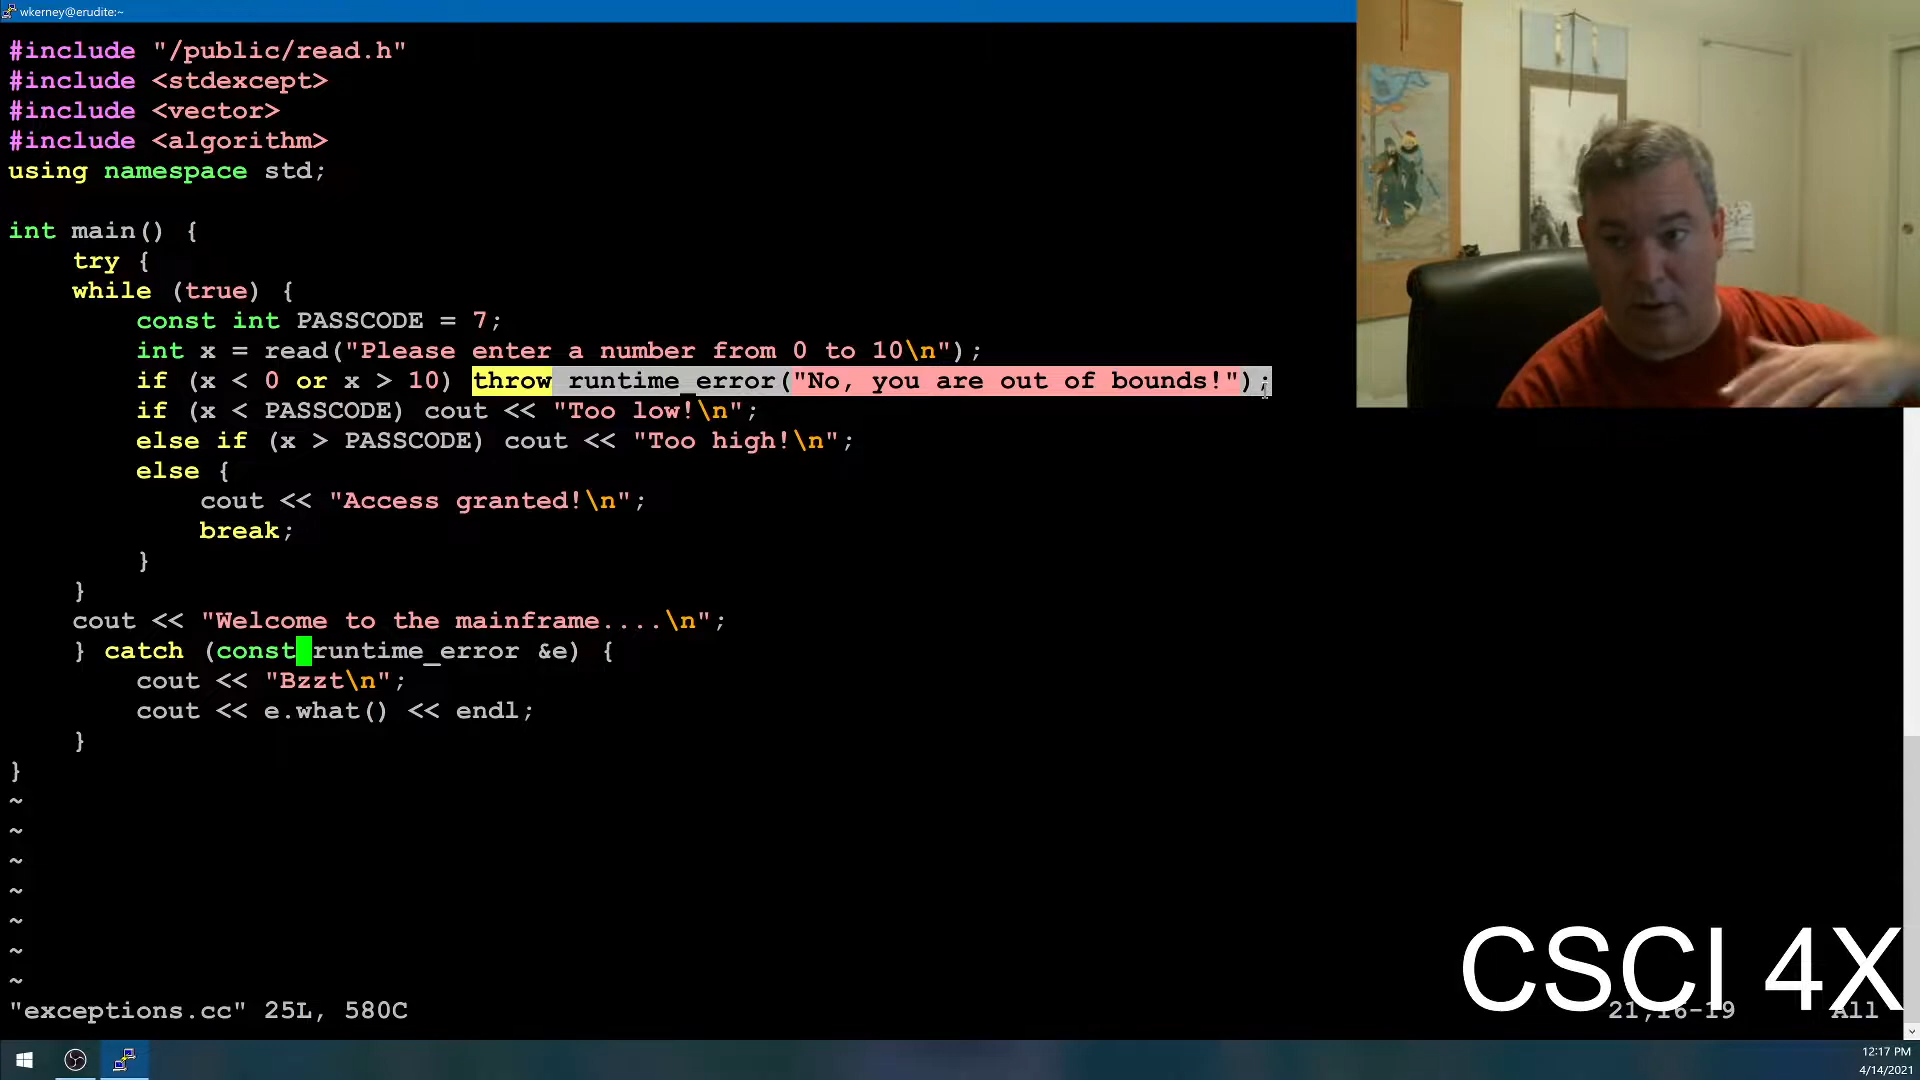 wkerney@erudite:~
#include "/public/read.h"
#include <stdexcept>
#include <vector>
#include <algorithm>
using namespace std;
int main() {
    try {
    while (true) {
        const int PASSCODE = 7;
        int x = read("Please enter a number from 0 to 10\n");
        if (x < 0 or x > 10) throw runtime_error("No, you are out of bounds!");
        if (x < PASSCODE) cout << "Too low!\n";
        else if (x > PASSCODE) cout << "Too high!\n";
        else {
            cout << "Access granted!\n";
            break;
        }
    }
    cout << "Welcome to the mainframe....\n";
    } catch (const runtime_error &e) {
        cout << "Bzzt\n";
        cout << e.what() << endl;
    }
}
~
~
~
~
~
~
~
"exceptions.cc" 25L, 580C
21,16-19
All
CSCI 4X
12:17 PM
4/14/2021